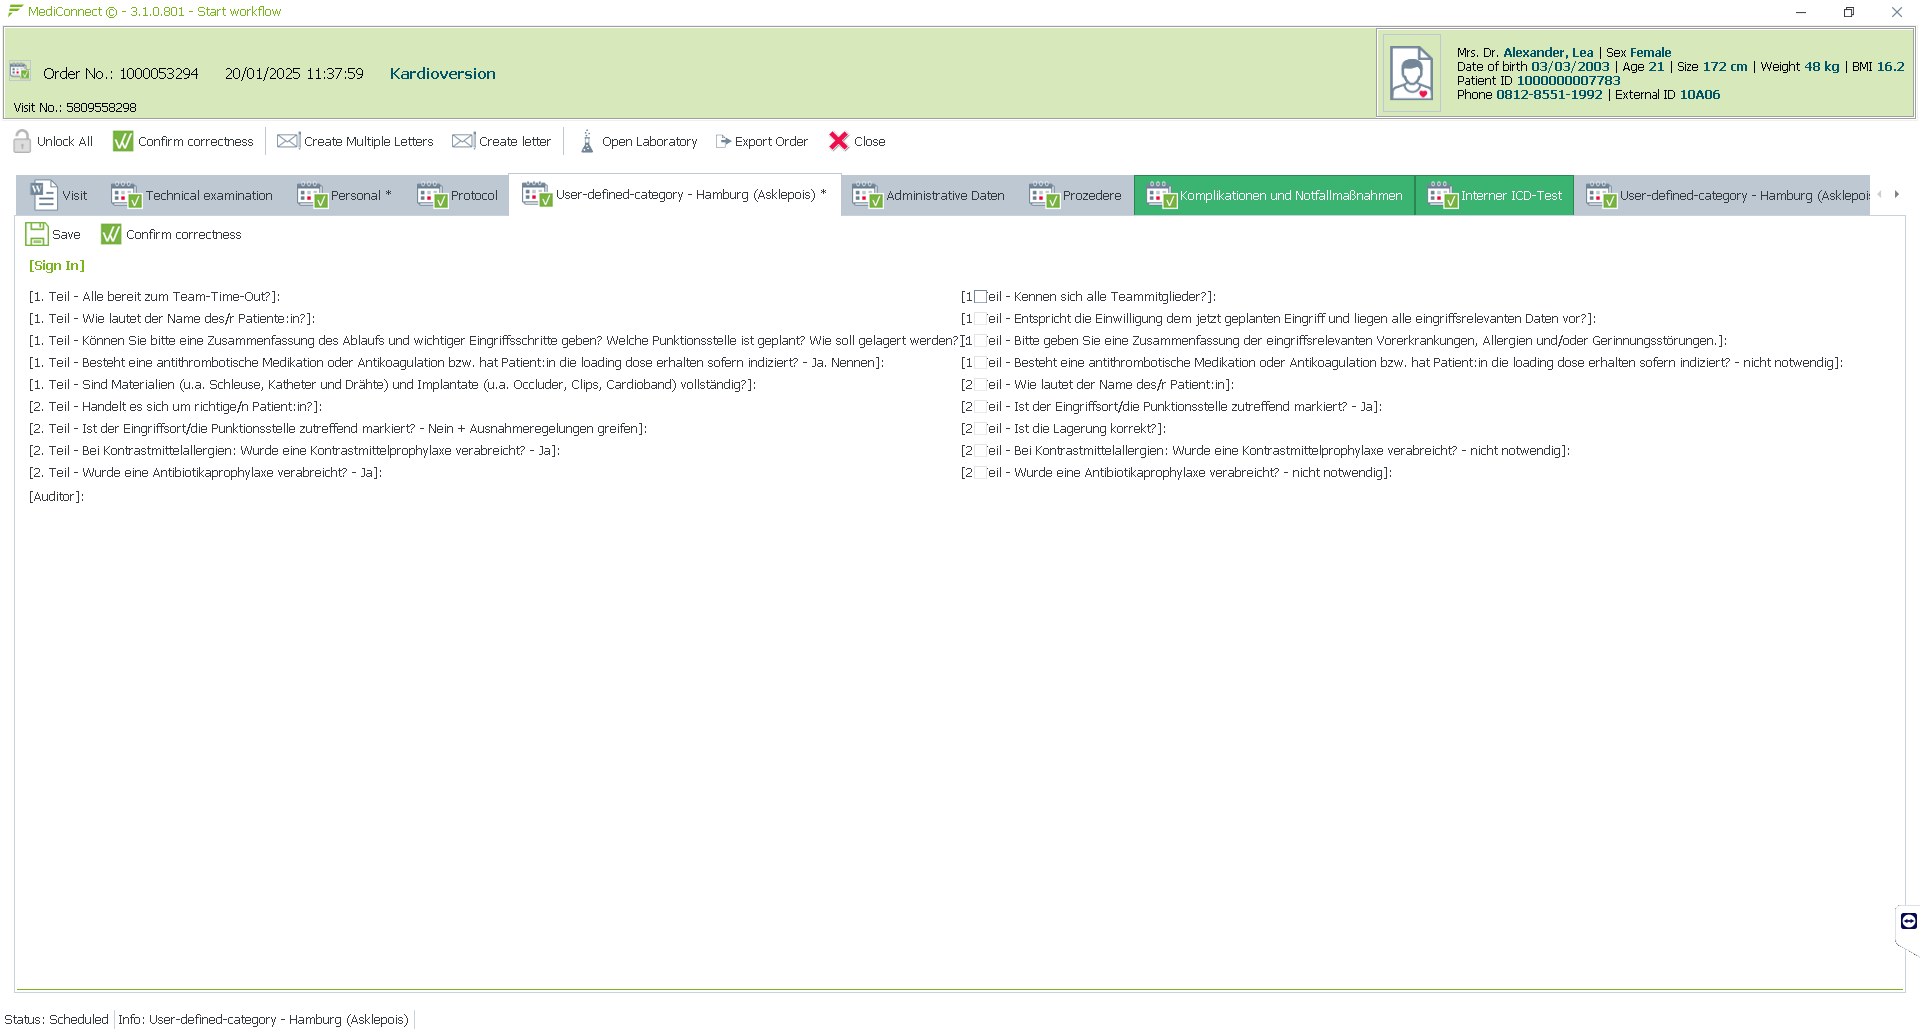 MediConnect © - 3.1.0.801 - Start workflow
Order No.: 1000053294 20/01/2025 11:37:59 Kardioversion
Visit No.: 5809558298
Mrs. Dr. Alexander, Lea | Sex Female
Date of birth 03/03/2003 | Age 21 | Size 172 cm | Weight 48 kg | BMI 16.2
Patient ID 1000000007783
Phone 0812-8551-1992 | External ID 10A06
Unlock All Confirm correctness Create Multiple Letters Create letter Open Laboratory Export Order Close
Visit Technical examination Personal * Protocol User-defined-category - Hamburg (Asklepois) * Administrative Daten Prozedere Komplikationen und Notfallmaßnahmen Interner ICD-Test User-defined-category - Hamburg (Asklepois
Save Confirm correctness
[Sign In]
[1. Teil - Alle bereit zum Team-Time-Out?]: [1 eil - Kennen sich alle Teammitglieder?]:
[1. Teil - Wie lautet der Name des/r Patiente:in?]: [1 eil - Entspricht die Einwilligung dem jetzt geplanten Eingriff und liegen alle eingriffsrelevanten Daten vor?]:
[1. Teil - Können Sie bitte eine Zusammenfassung des Ablaufs und wichtiger Eingriffsschritte geben? Welche Punktionsstelle ist geplant? Wie soll gelagert werden?] [1 eil - Bitte geben Sie eine Zusammenfassung der eingriffsrelevanten Vorerkrankungen, Allergien und/oder Gerinnungsstörungen.]:
[1. Teil - Besteht eine antithrombotische Medikation oder Antikoagulation bzw. hat Patient:in die loading dose erhalten sofern indiziert? - Ja. Nennen]: [1 eil - Besteht eine antithrombotische Medikation oder Antikoagulation bzw. hat Patient:in die loading dose erhalten sofern indiziert? - nicht notwendig]:
[1. Teil - Sind Materialien (u.a. Schleuse, Katheter und Drähte) und Implantate (u.a. Occluder, Clips, Cardioband) vollständig?]: [2 eil - Wie lautet der Name des/r Patient:in]:
[2. Teil - Handelt es sich um richtige/n Patient:in?]: [2 eil - Ist der Eingriffsort/die Punktionsstelle zutreffend markiert? - Ja]:
[2. Teil - Ist der Eingriffsort/die Punktionsstelle zutreffend markiert? - Nein + Ausnahmeregelungen greifen]: [2 eil - Ist die Lagerung korrekt?]:
[2. Teil - Bei Kontrastmittelallergien: Wurde eine Kontrastmittelprophylaxe verabreicht? - Ja]: [2 eil - Bei Kontrastmittelallergien: Wurde eine Kontrastmittelprophylaxe verabreicht? - nicht notwendig]:
[2. Teil - Wurde eine Antibiotikaprophylaxe verabreicht? - Ja]: [2 eil - Wurde eine Antibiotikaprophylaxe verabreicht? - nicht notwendig]:
[Auditor]:
Status: Scheduled Info: User-defined-category - Hamburg (Asklepois)